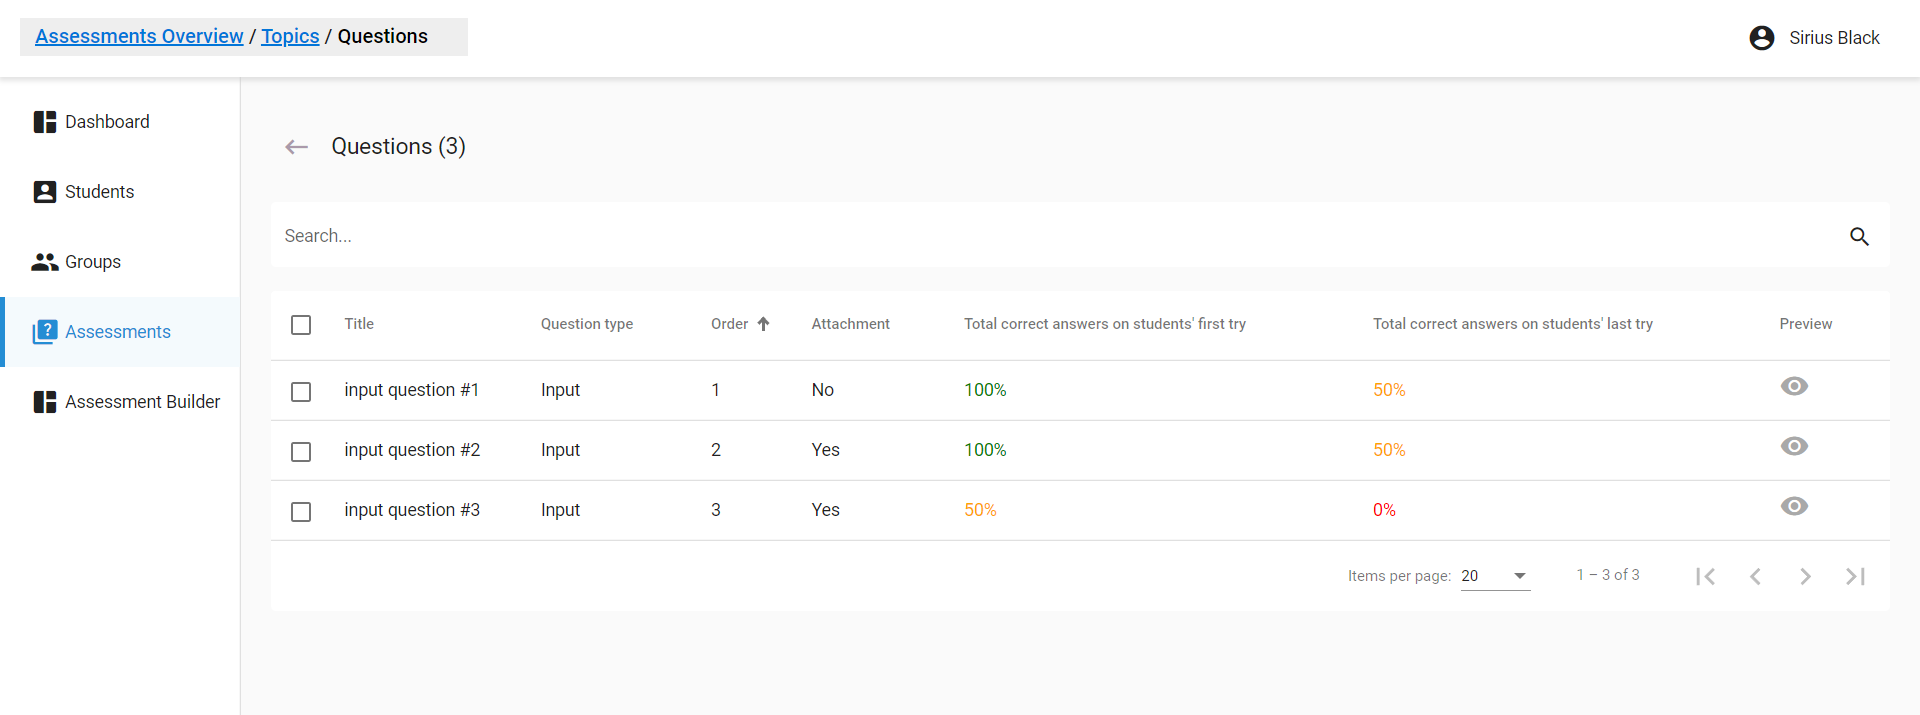 Assessments Overview / Topics / Questions
Sirius Black
Dashboard
Students
Groups
Assessments
Assessment Builder
Questions (3)
Search...
Title Question type Order Attachment Total correct answers on students' first try Total correct answers on students' last try Preview
input question #1 Input 1 No 100% 50%
input question #2 Input 2 Yes 100% 50%
input question #3 Input 3 Yes 50% 0%
Items per page: 20 1 – 3 of 3